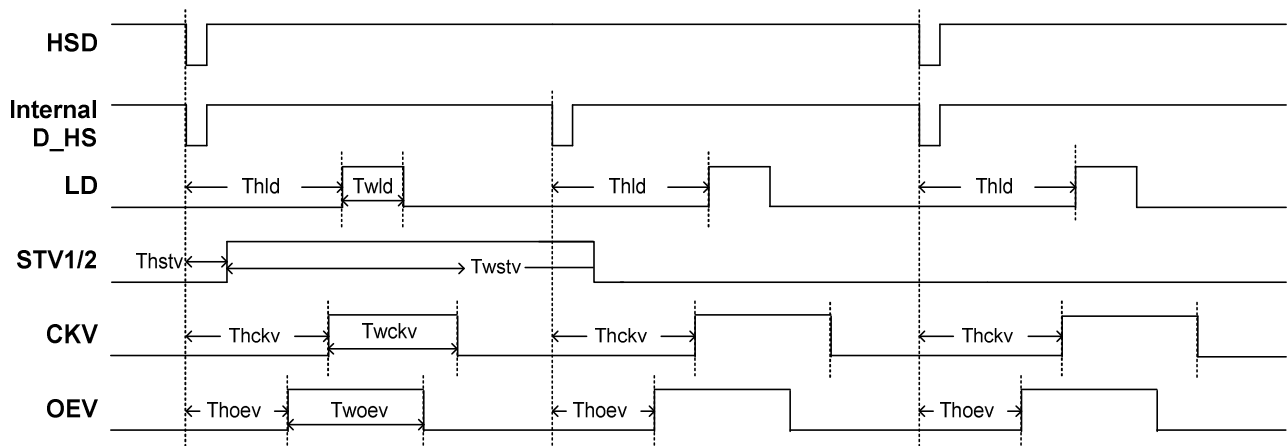 HSD
Internal
D_HS
LD
Thld
Twld
Thld
Thld
STV1/2
Thstv
Twstv
CKV
Thckv
Twckv
Thckv
Thckv
OEV
Thoev
Twoev
Thoev
Thoev